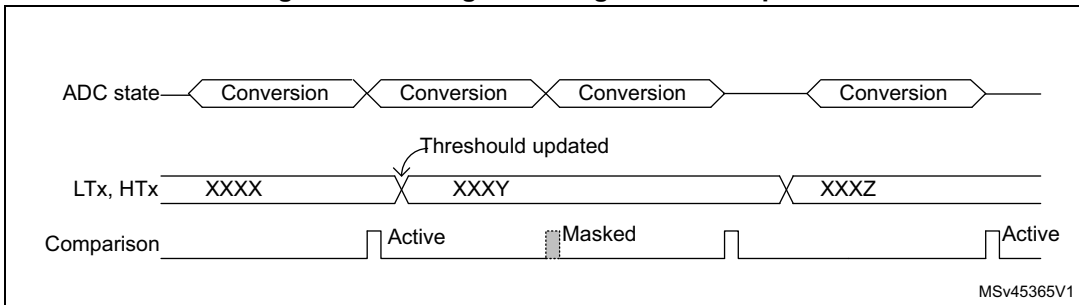 ADC state Conversion Conversion Conversion Conversion
Threshould updated
LTx, HTx XXXX XXXY XXXZ
Comparison Active Masked Active
MSv45365V1